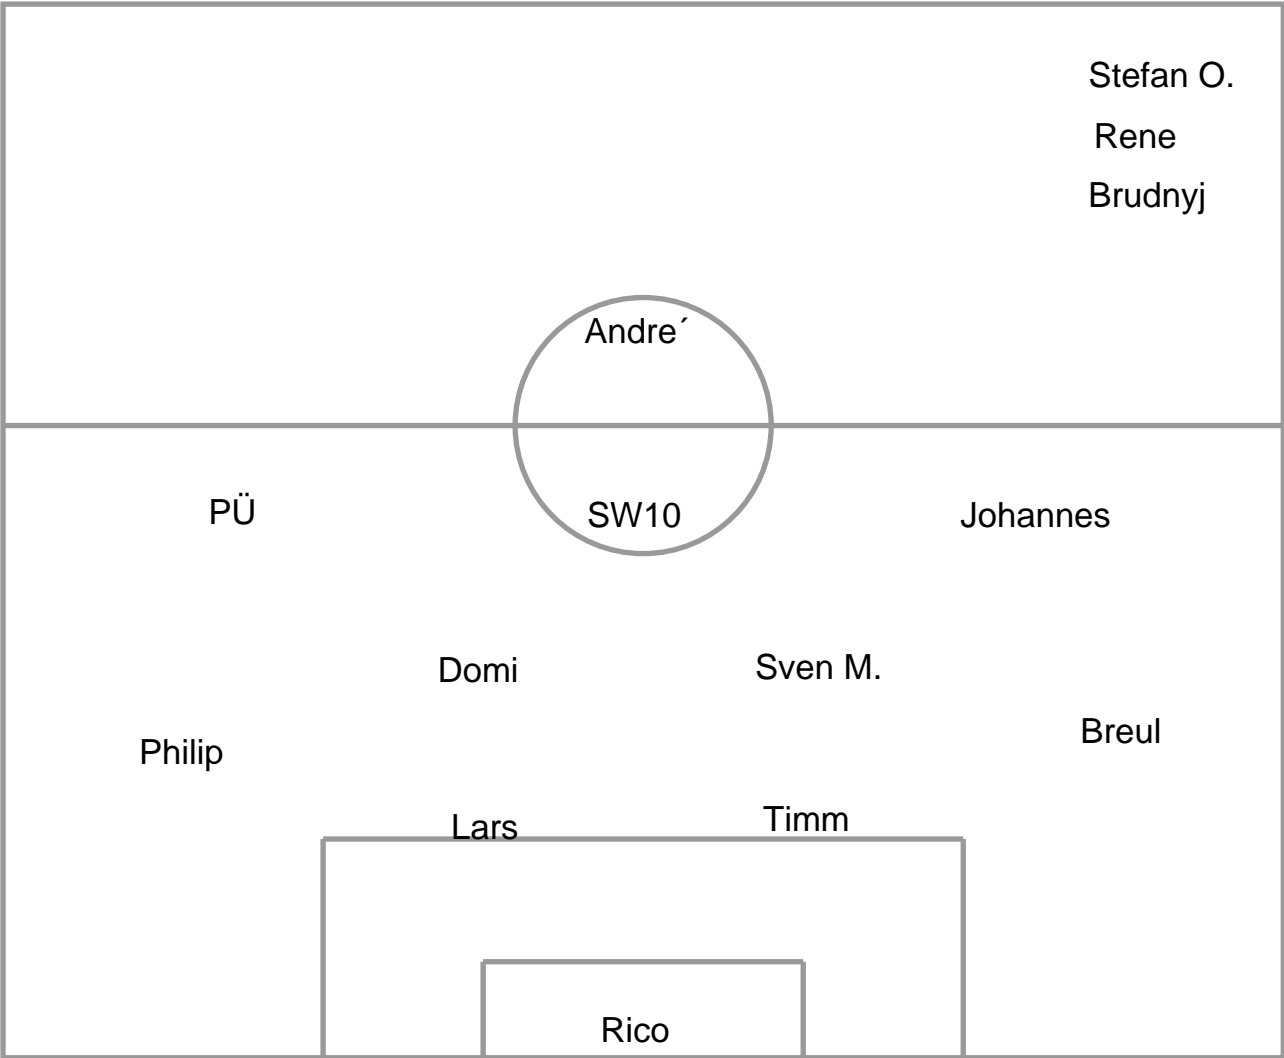 Stefan O.
Rene
Brudnyj
Andre´
PÜ
SW10
Johannes
Domi
Sven M.
Philip
Breul
Lars
Timm
Rico